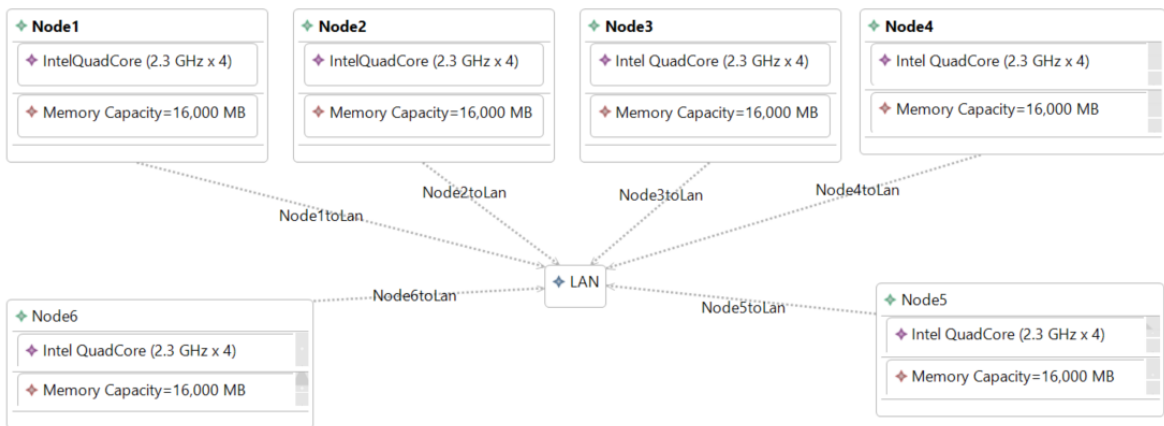 Node1
IntelQuadCore (2.3 GHz x 4)
Memory Capacity=16,000 MB
Node2
IntelQuadCore (2.3 GHz x 4)
Memory Capacity=16,000 MB
Node3
Intel QuadCore (2.3 GHz x 4)
Memory Capacity=16,000 MB
Node4
Intel QuadCore (2.3 GHz x 4)
Memory Capacity=16,000 MB
Node1toLan
Node2toLan
Node3toLan
Node4toLan
LAN
Node6toLan
Node5toLan
Node6
Intel QuadCore (2.3 GHz x 4)
Memory Capacity=16,000 MB
Node5
Intel QuadCore (2.3 GHz x 4)
Memory Capacity=16,000 MB